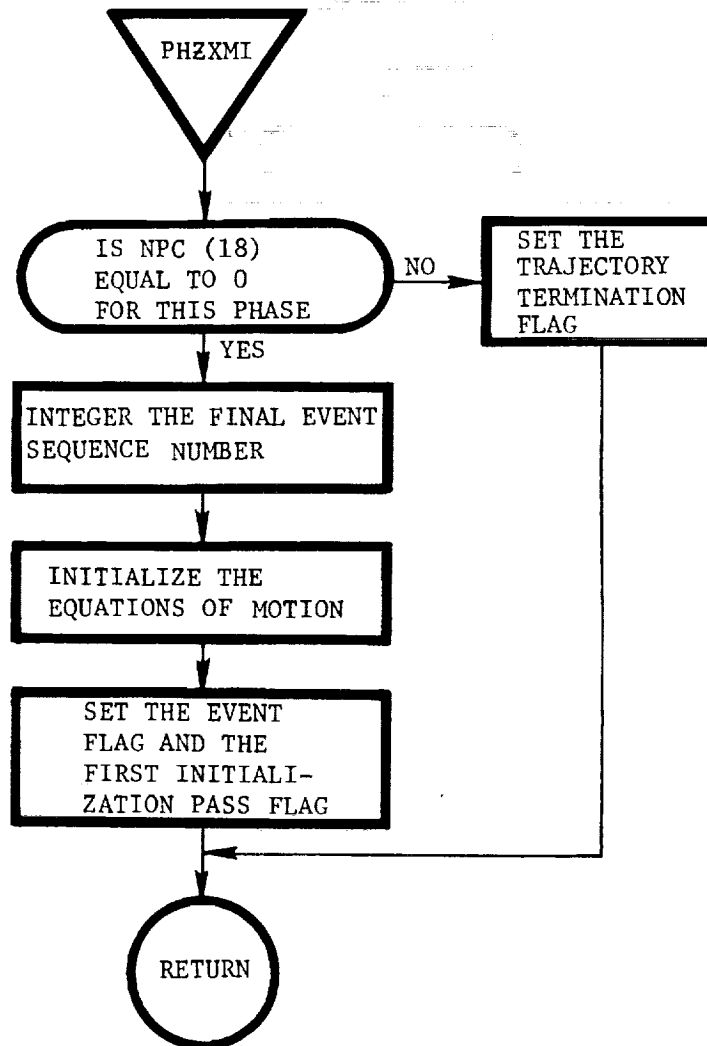 PHZXMI
IS NPC (18)
EQUAL TO 0
FOR THIS PHASE
NO
SET THE
TRAJECTORY
TERMINATION
FLAG
YES
INTEGER THE FINAL EVENT
SEQUENCE NUMBER
INITIALIZE THE
EQUATIONS OF MOTION
SET THE EVENT
FLAG AND THE
FIRST INITIALI-
ZATION PASS FLAG
RETURN